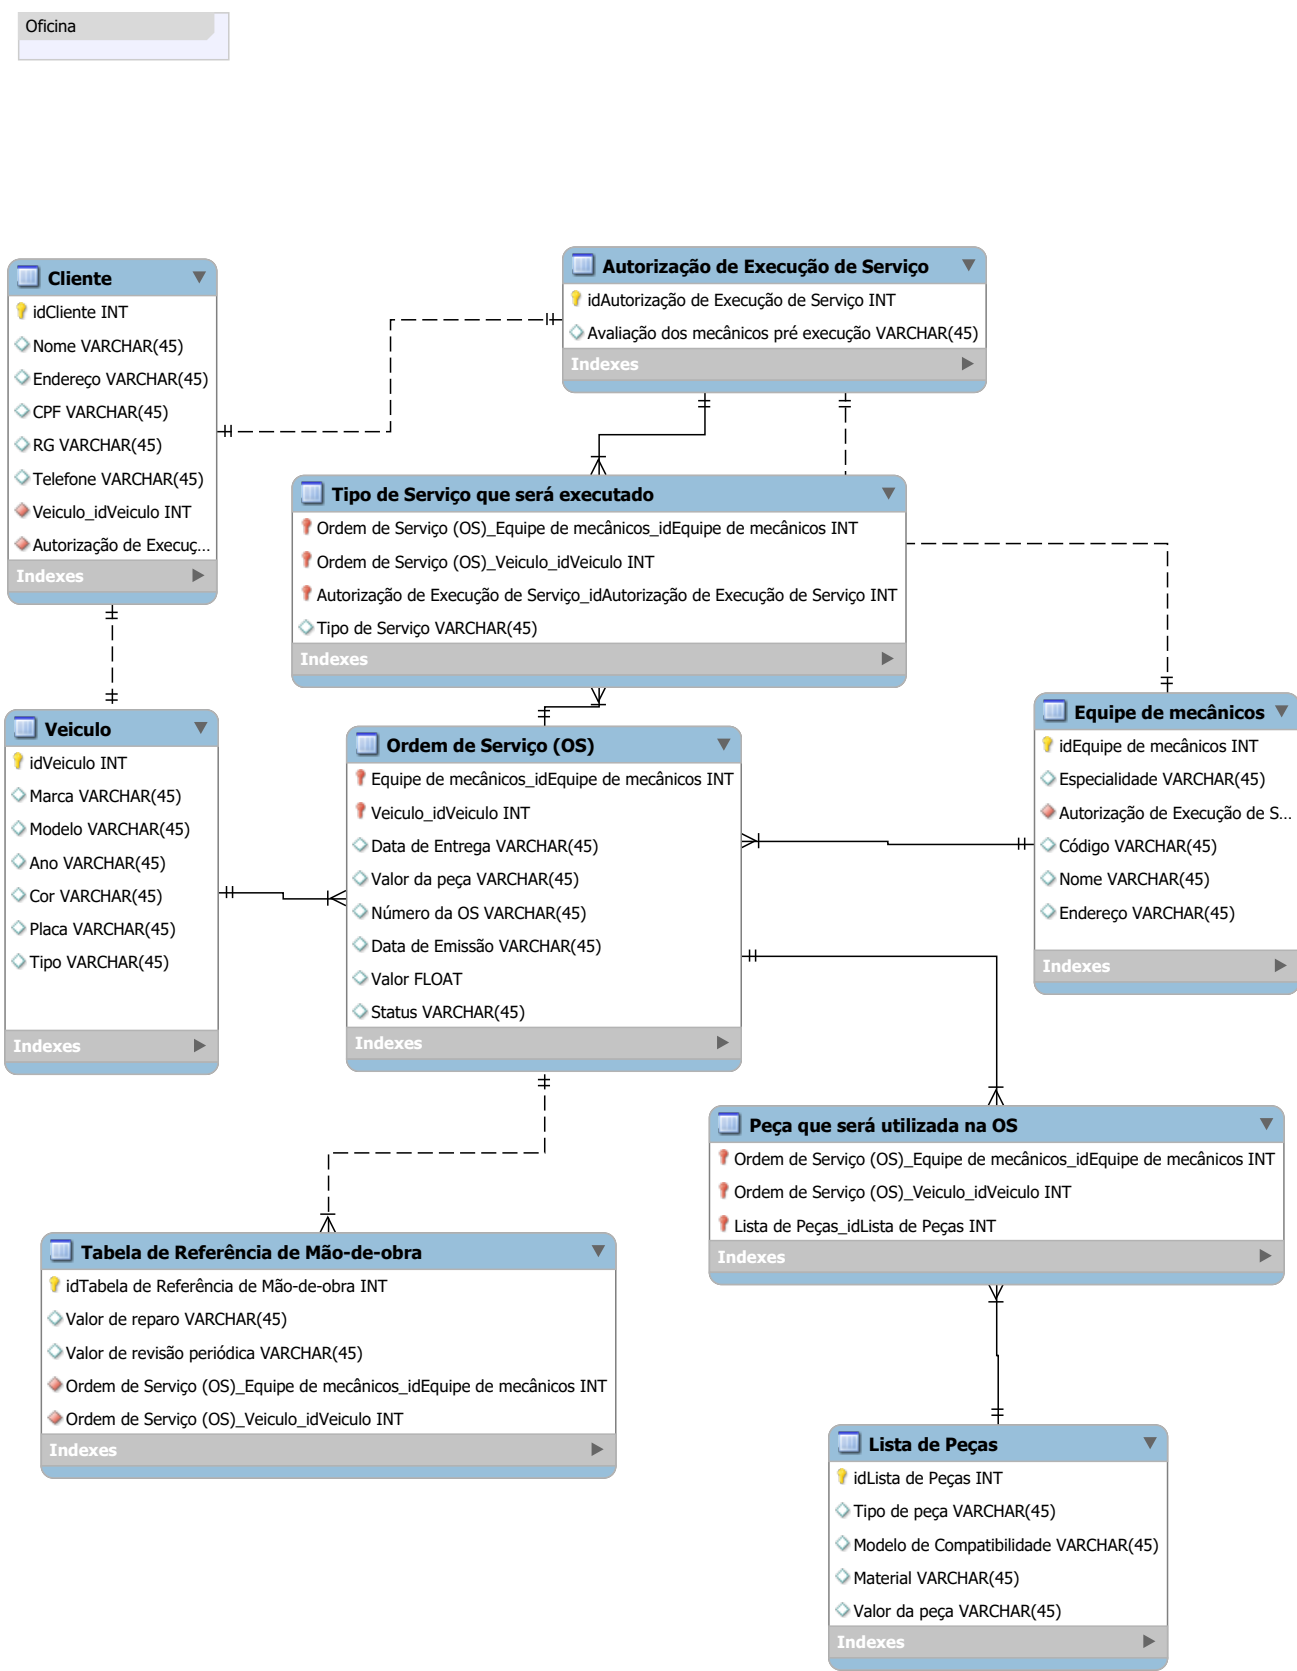 Oficina
Cliente
idCliente INT
Nome VARCHAR(45)
Endereço VARCHAR(45)
CPF VARCHAR(45)
RG VARCHAR(45)
Telefone VARCHAR(45)
Veiculo_idVeiculo INT
Autorização de Execuç...
Indexes
Autorização de Execução de Serviço
idAutorização de Execução de Serviço INT
Avaliação dos mecânicos pré execução VARCHAR(45)
Indexes
Tipo de Serviço que será executado
Ordem de Serviço (OS)_Equipe de mecânicos_idEquipe de mecânicos INT
Ordem de Serviço (OS)_Veiculo_idVeiculo INT
Autorização de Execução de Serviço_idAutorização de Execução de Serviço INT
Tipo de Serviço VARCHAR(45)
Indexes
Veiculo
idVeiculo INT
Marca VARCHAR(45)
Modelo VARCHAR(45)
Ano VARCHAR(45)
Cor VARCHAR(45)
Placa VARCHAR(45)
Tipo VARCHAR(45)
Indexes
Ordem de Serviço (OS)
Equipe de mecânicos_idEquipe de mecânicos INT
Veiculo_idVeiculo INT
Data de Entrega VARCHAR(45)
Valor da peça VARCHAR(45)
Número da OS VARCHAR(45)
Data de Emissão VARCHAR(45)
Valor FLOAT
Status VARCHAR(45)
Indexes
Equipe de mecânicos
idEquipe de mecânicos INT
Especialidade VARCHAR(45)
Autorização de Execução de S...
Código VARCHAR(45)
Nome VARCHAR(45)
Endereço VARCHAR(45)
Indexes
Peça que será utilizada na OS
Ordem de Serviço (OS)_Equipe de mecânicos_idEquipe de mecânicos INT
Ordem de Serviço (OS)_Veiculo_idVeiculo INT
Lista de Peças_idLista de Peças INT
Indexes
Tabela de Referência de Mão-de-obra
idTabela de Referência de Mão-de-obra INT
Valor de reparo VARCHAR(45)
Valor de revisão periódica VARCHAR(45)
Ordem de Serviço (OS)_Equipe de mecânicos_idEquipe de mecânicos INT
Ordem de Serviço (OS)_Veiculo_idVeiculo INT
Indexes
Lista de Peças
idLista de Peças INT
Tipo de peça VARCHAR(45)
Modelo de Compatibilidade VARCHAR(45)
Material VARCHAR(45)
Valor da peça VARCHAR(45)
Indexes